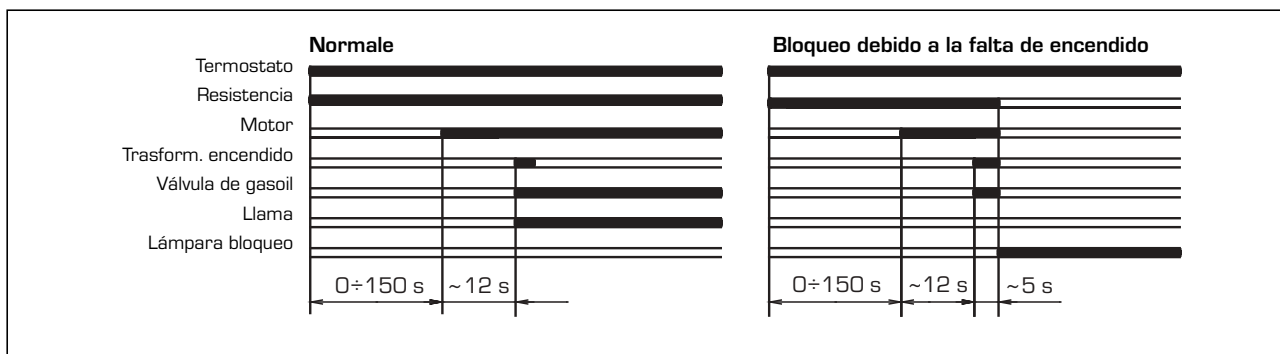 Normale
Bloqueo debido a la falta de encendido
Termostato
Resistencia
Motor
Trasform. encendido
Válvula de gasoil
Llama
Lámpara bloqueo
0÷150 s ~12 s
0÷150 s ~12 s ~5 s